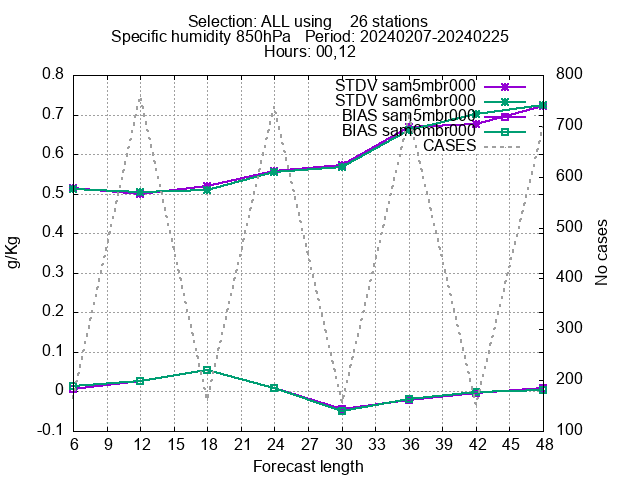 Selection: ALL using    26 stations
Specific humidity 850hPa   Period: 20240207-20240225
Hours: 00,12
0.8
0.7
0.6
0.5
0.4
0.3
0.2
0.1
0
-0.1
g/Kg
STDV sam5mbr000
STDV sam6mbr000
BIAS sam5mbr000
BIAS sam6mbr000
CASES
800
700
600
500
400
300
200
100
No cases
6 9 12 15 18 21 24 27 30 33 36 39 42 45 48
Forecast length